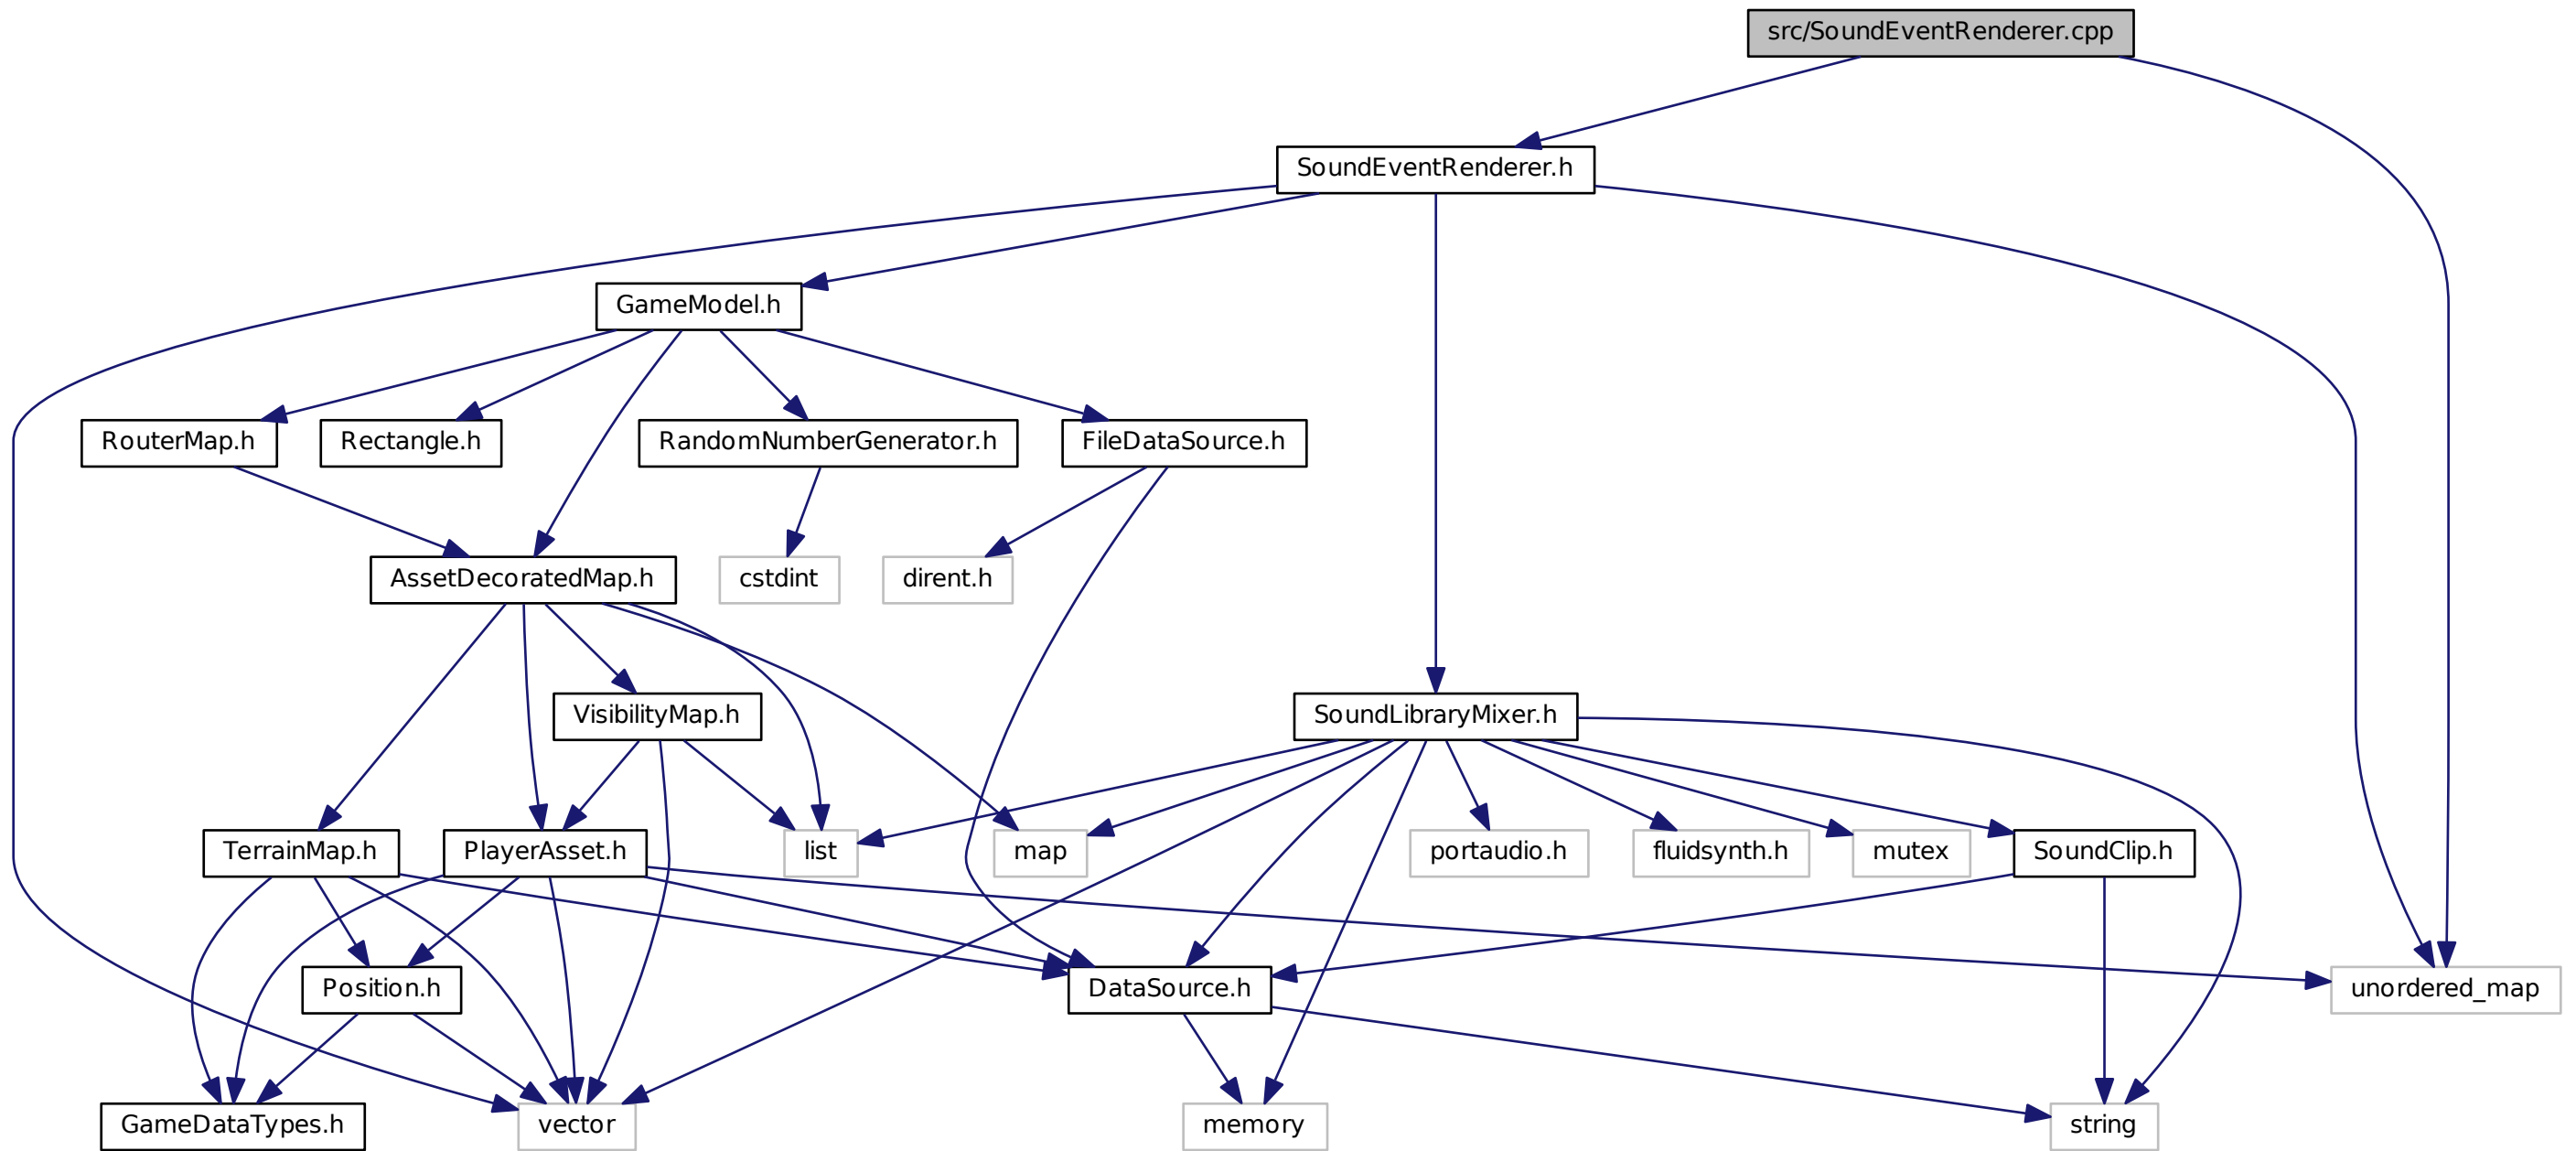 src/SoundEventRenderer.cpp
SoundEventRenderer.h
GameModel.h
RouterMap.h
Rectangle.h
RandomNumberGenerator.h
FileDataSource.h
AssetDecoratedMap.h
cstdint
dirent.h
VisibilityMap.h
SoundLibraryMixer.h
TerrainMap.h
PlayerAsset.h
list
map
portaudio.h
fluidsynth.h
mutex
SoundClip.h
Position.h
DataSource.h
unordered_map
GameDataTypes.h
vector
memory
string